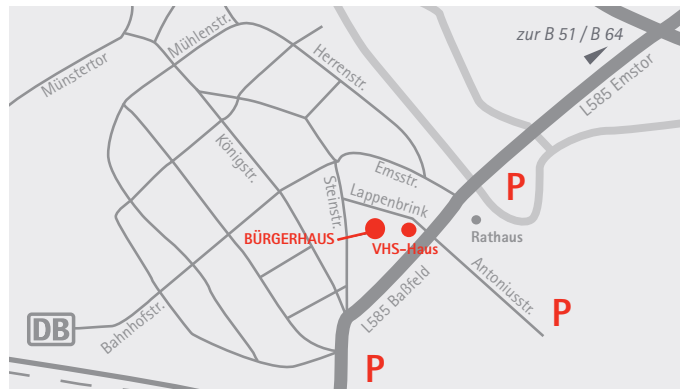 zur B 51 / B 64
Mühlenstr.
Herrenstr.
Münstertor
L585 Emstor
Königstr.
Emsstr.
Steinstr.
Lappenbrink
P
BÜRGERHAUS
VHS-Haus
Rathaus
Antoniusstr.
L585 Baßfeld
DB
Bahnhofstr.
P
P